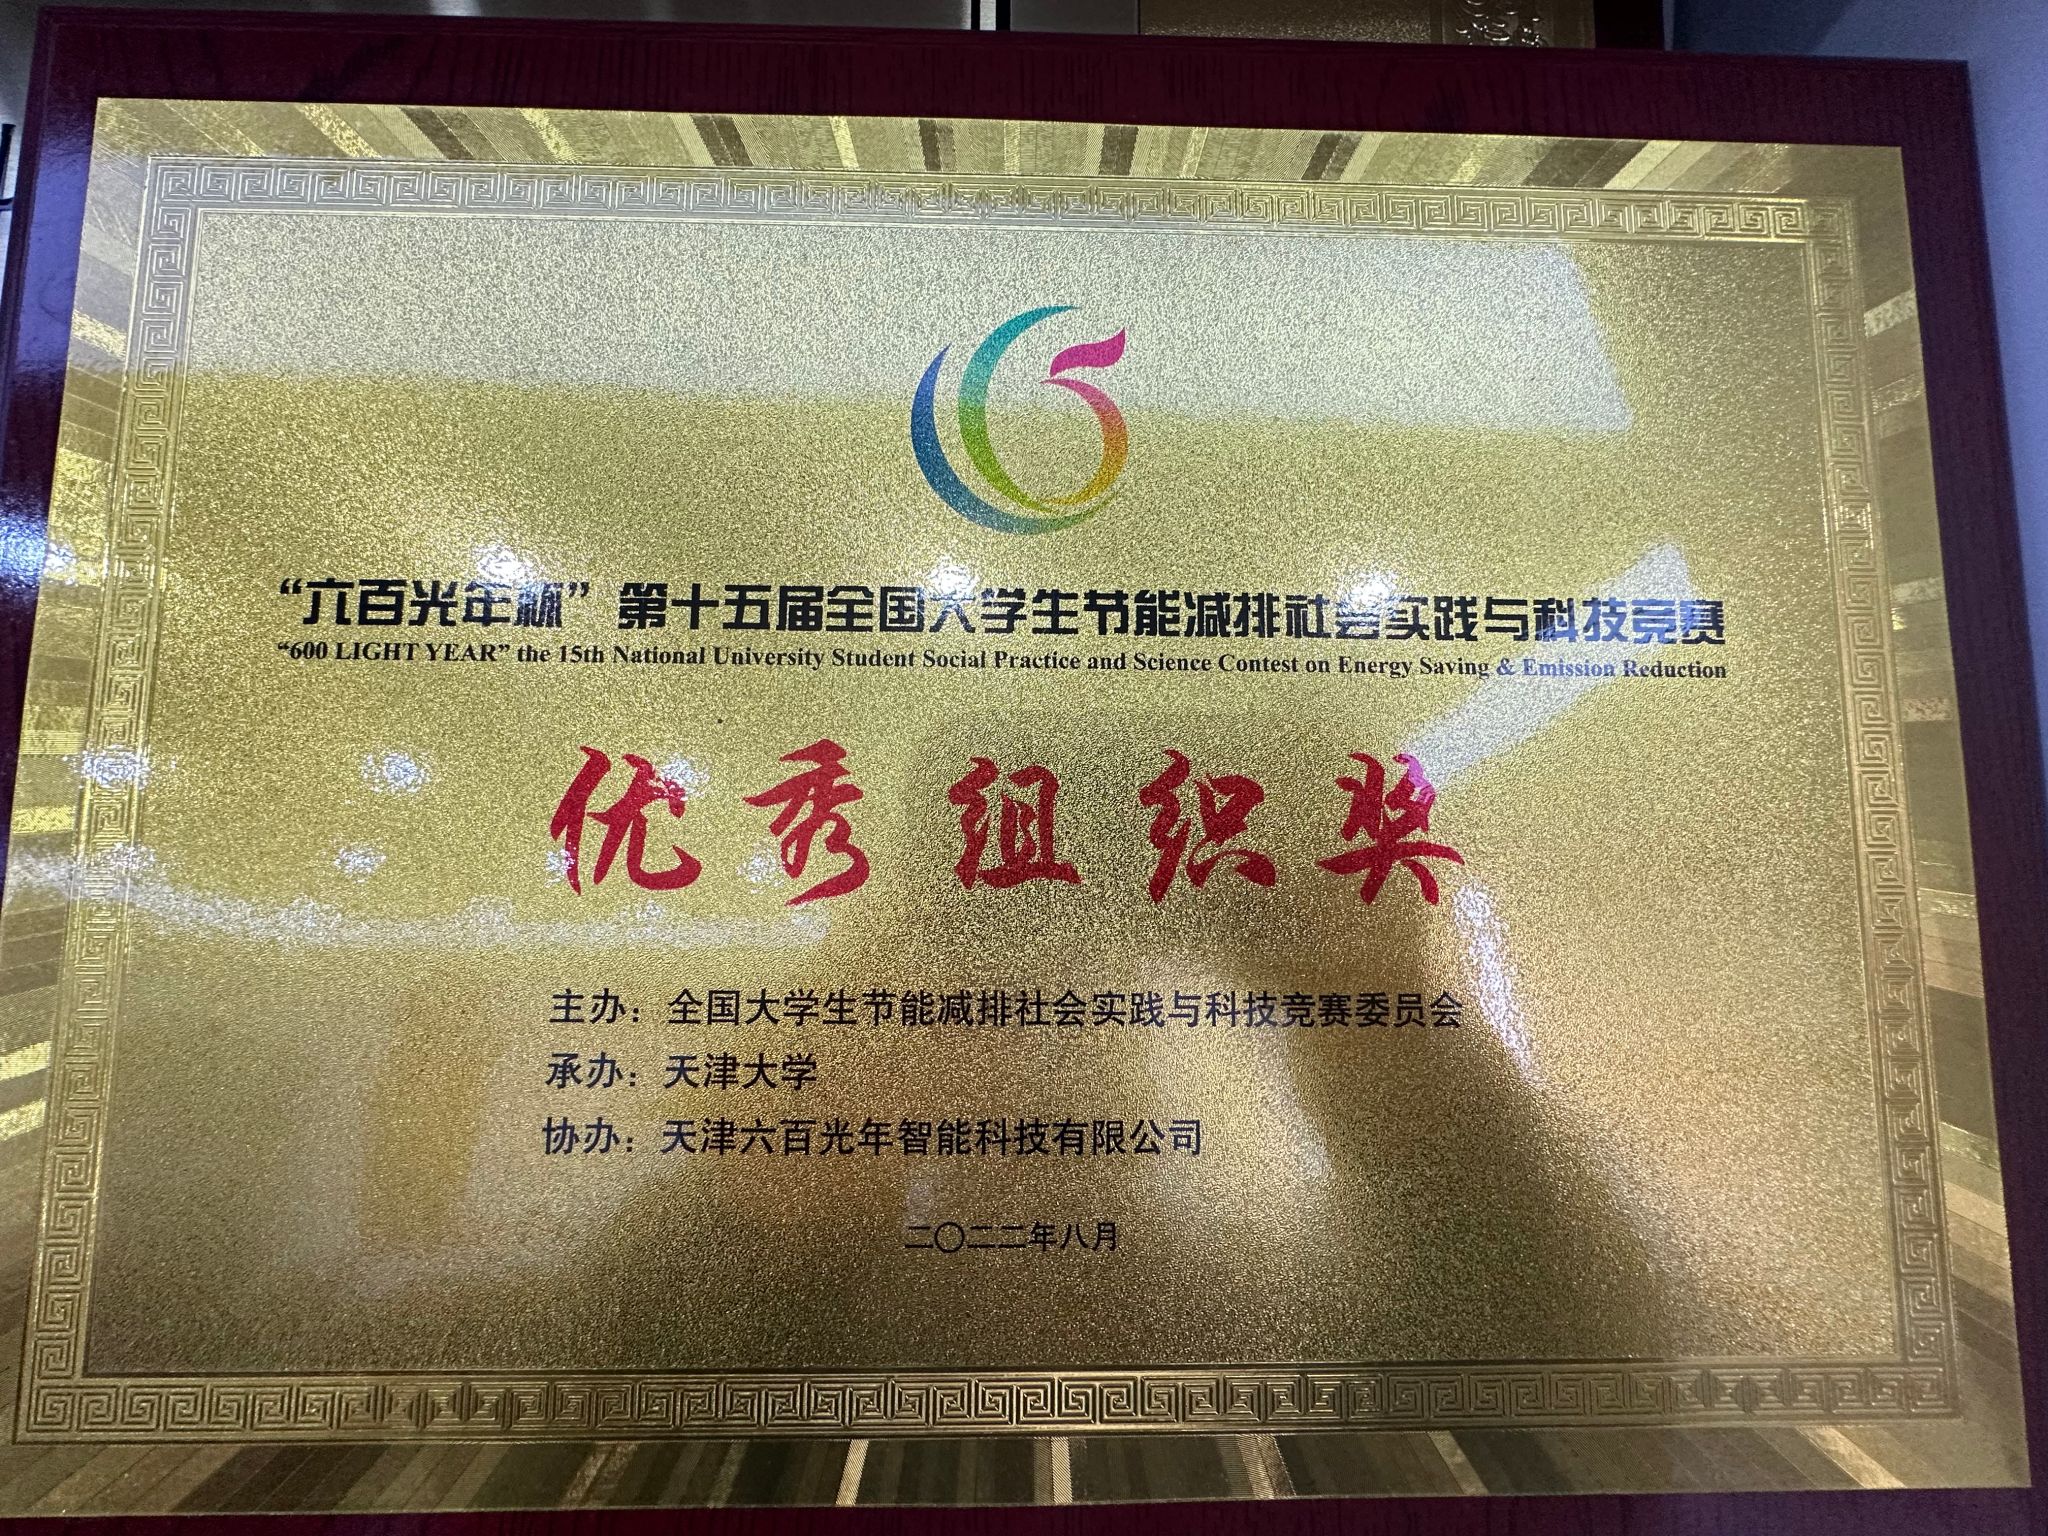 “六百光年杯”第十五届全国大学生节能减排社会实践与科技竞赛
“600 LIGHT YEAR” the 15th National University Student Social Practice and Science Contest on Energy Saving & Emission Reduction
优秀组织奖
主办：全国大学生节能减排社会实践与科技竞赛委员会
承办：天津大学
协办：天津六百光年智能科技有限公司
二〇二二年八月